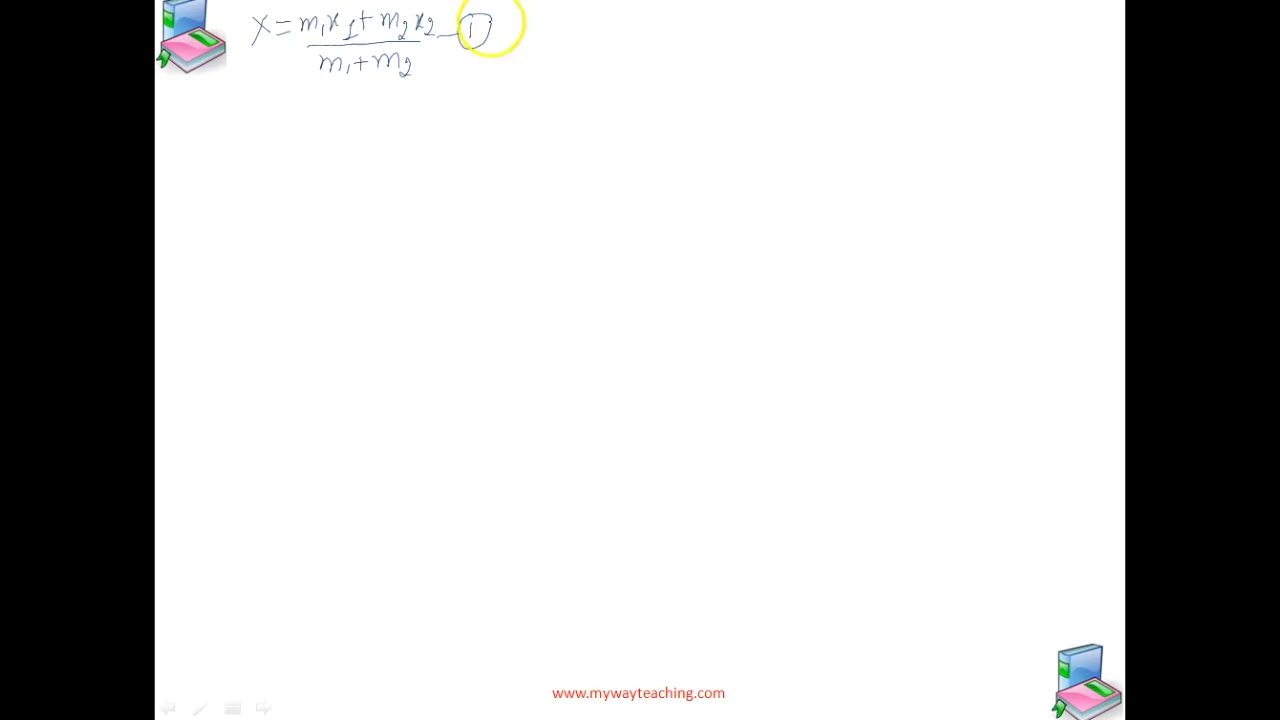 X = m₁x₁ + m₂x₂ — ①
m₁ + m₂
www.mywayteaching.com